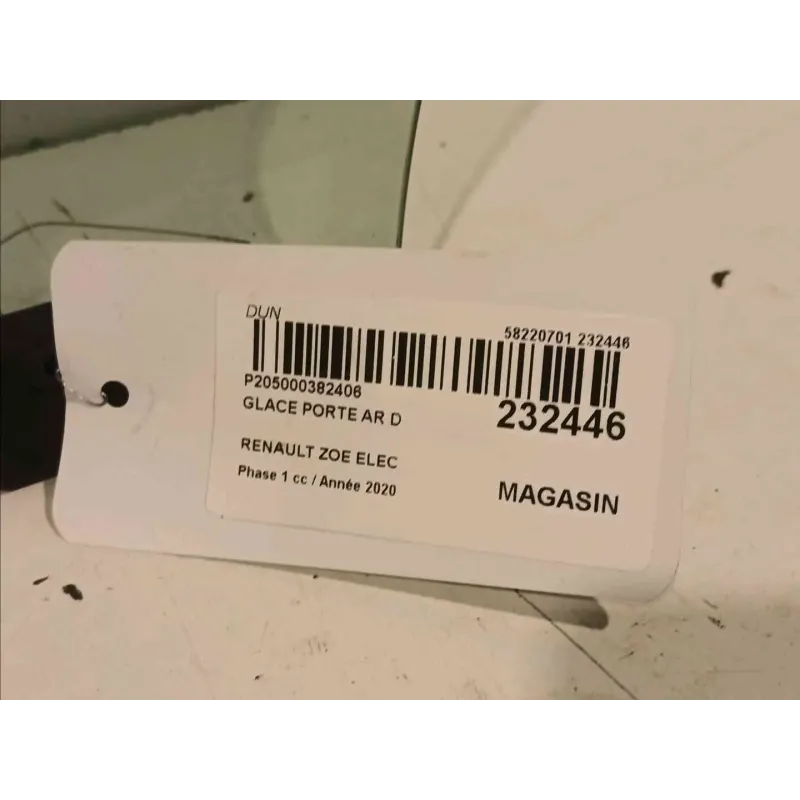 DUN
58220701 232446
P205000382406
232446
GLACE PORTE AR D
RENAULT ZOE ELEC
Phase 1 cc / Année 2020
MAGASIN